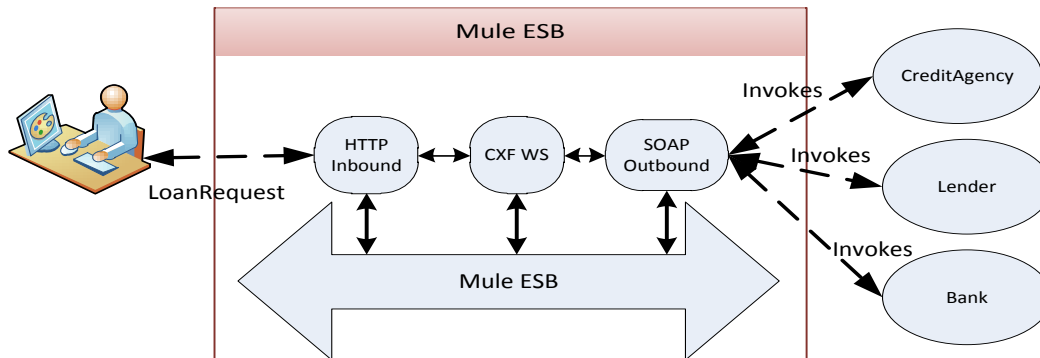 Mule ESB
CreditAgency
Invokes
HTTP
Inbound
CXF WS
SOAP
Outbound
Invokes
LoanRequest
Lender
Invokes
Mule ESB
Bank